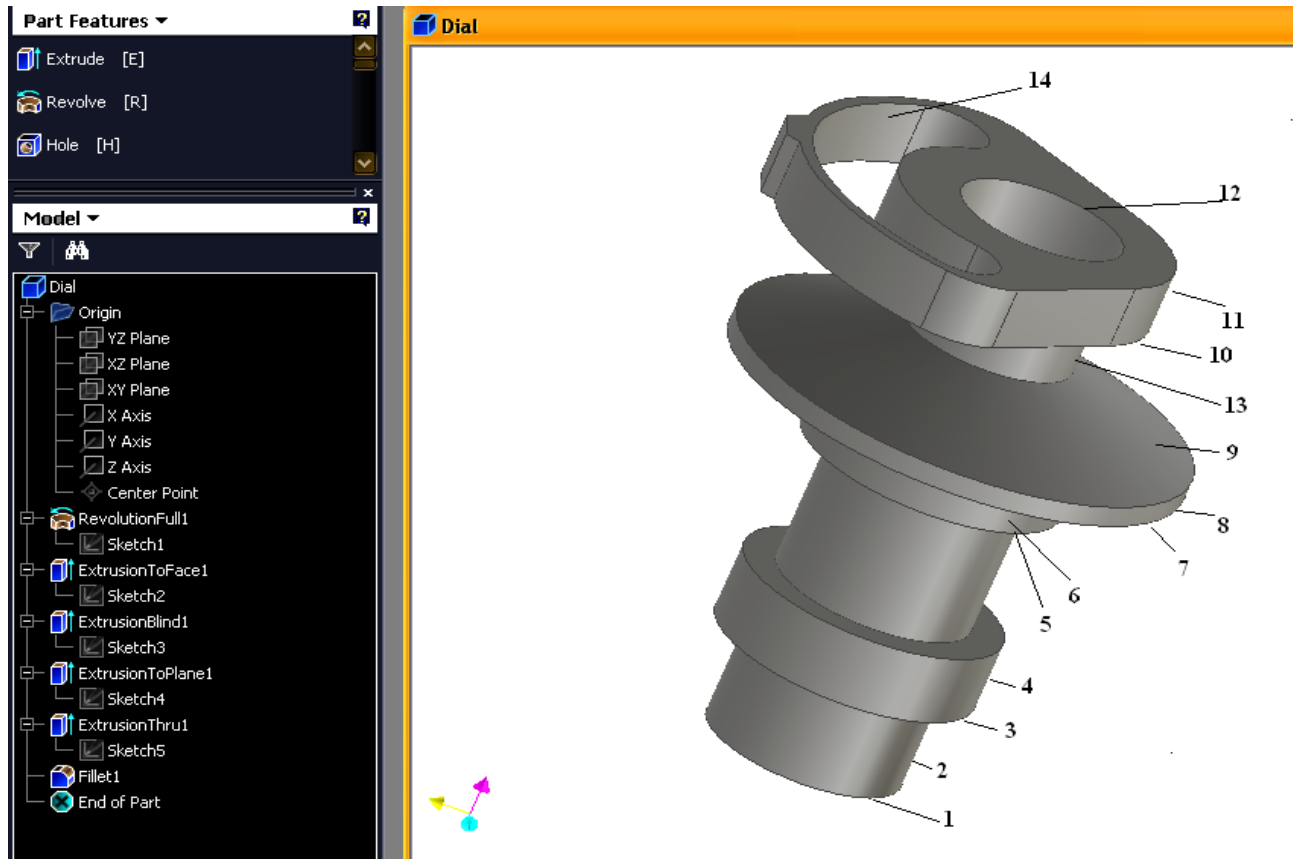 Part Features
Extrude [E]
Revolve [R]
Hole [H]
Model
Dial
Origin
YZ Plane
XZ Plane
XY Plane
X Axis
Y Axis
Z Axis
Center Point
RevolutionFull1
Sketch1
ExtrusionToFace1
Sketch2
ExtrusionBlind1
Sketch3
ExtrusionToPlane1
Sketch4
ExtrusionThru1
Sketch5
Fillet1
End of Part
Dial
14
12
11
10
13
9
8
7
6
5
4
3
2
1